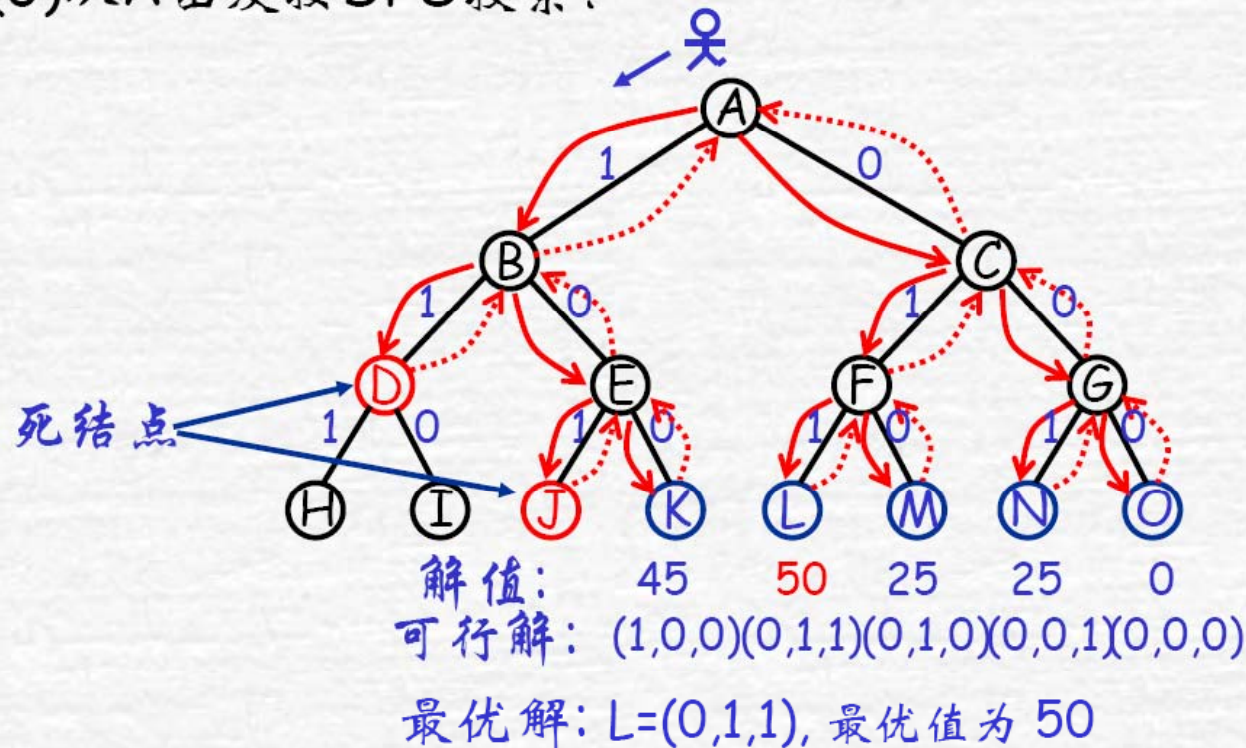 A
1 0
B C
1 0 1 0
D E F G
死结点
1 0 1 0 1 0 1 0
H I J K L M N O
解值: 45 50 25 25 0
可行解: (1,0,0)(0,1,1)(0,1,0)(0,0,1)(0,0,0)
最优解: L=(0,1,1), 最优值为 50